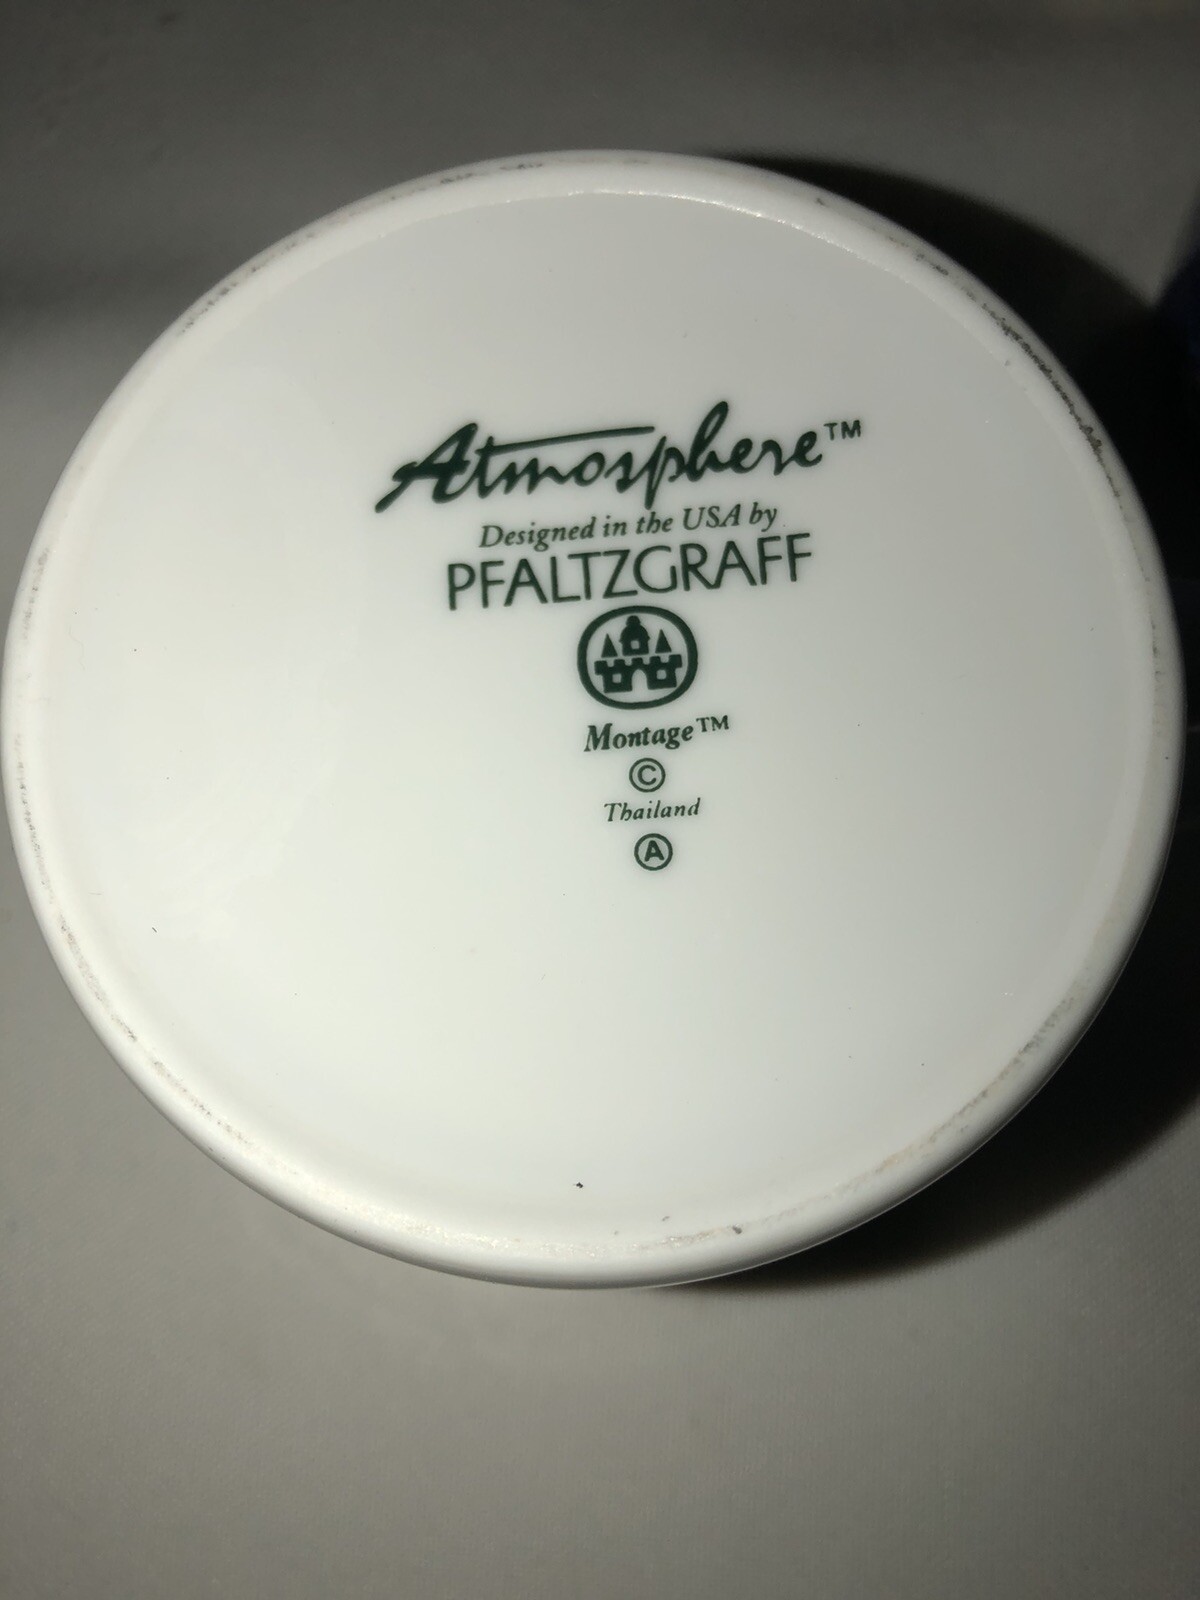 Atmosphere™
Designed in the USA by
PFALTZGRAFF
Montage™
©
Thailand
Ⓐ